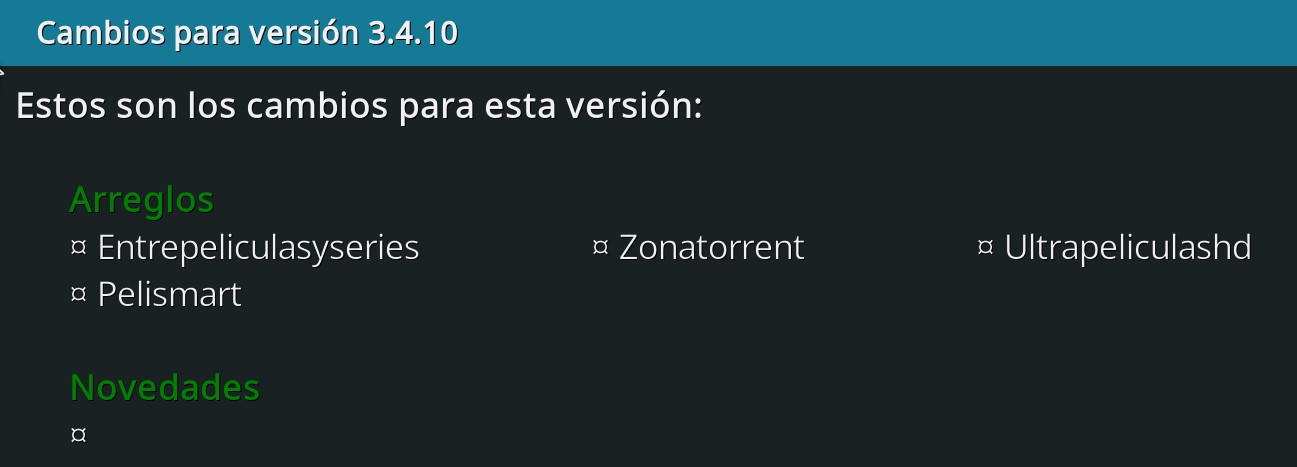 Cambios para versión 3.4.10
Estos son los cambios para esta versión:
Arreglos
¤ Entrepeliculasyseries ¤ Zonatorrent ¤ Ultrapeliculashd
¤ Pelismart
Novedades
¤